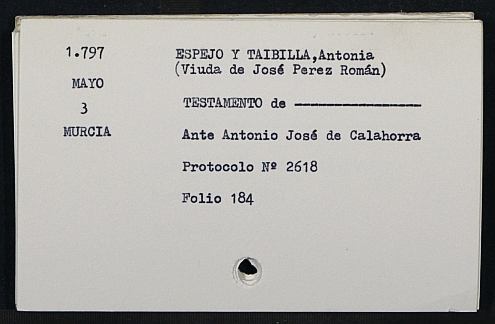 1.797
MAYO
3
MURCIA
ESPEJO Y TAIBILLA,Antonia
(Viuda de José Perez Román)
TESTAMENTO de -----------------
Ante Antonio José de Calahorra
Protocolo Nº 2618
Folio 184